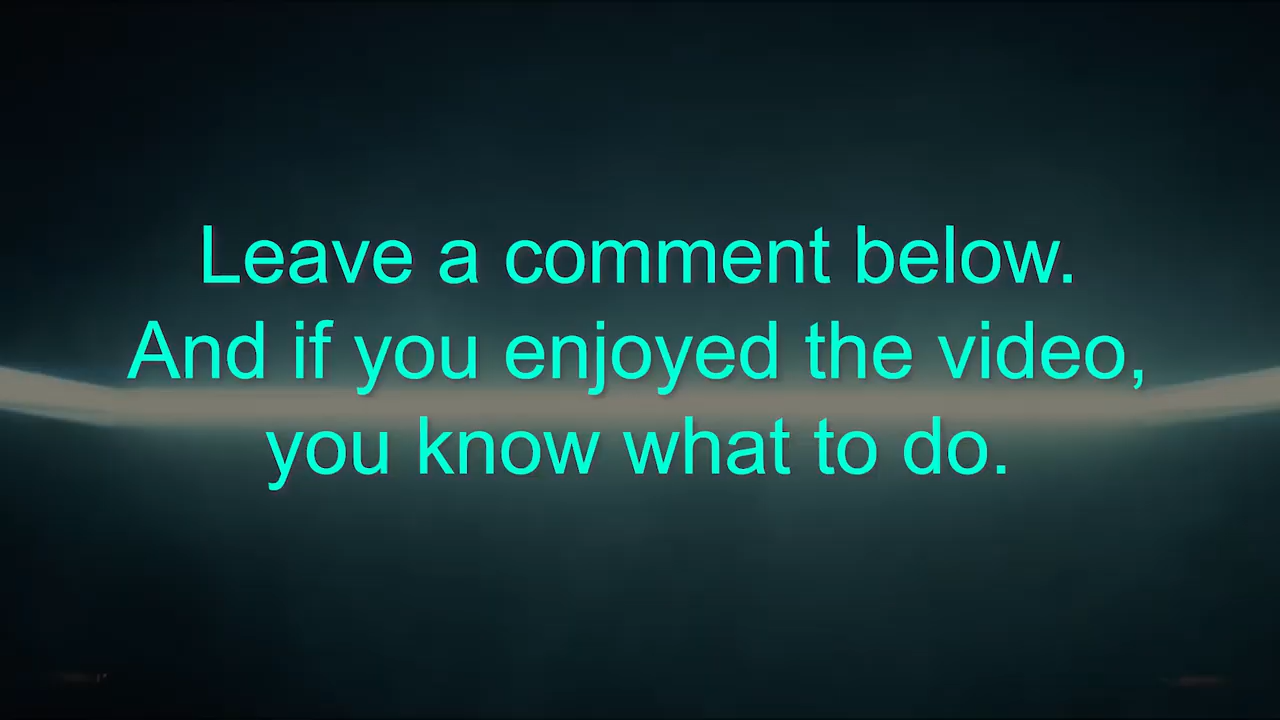 Leave a comment below.
And if you enjoyed the video,
you know what to do.